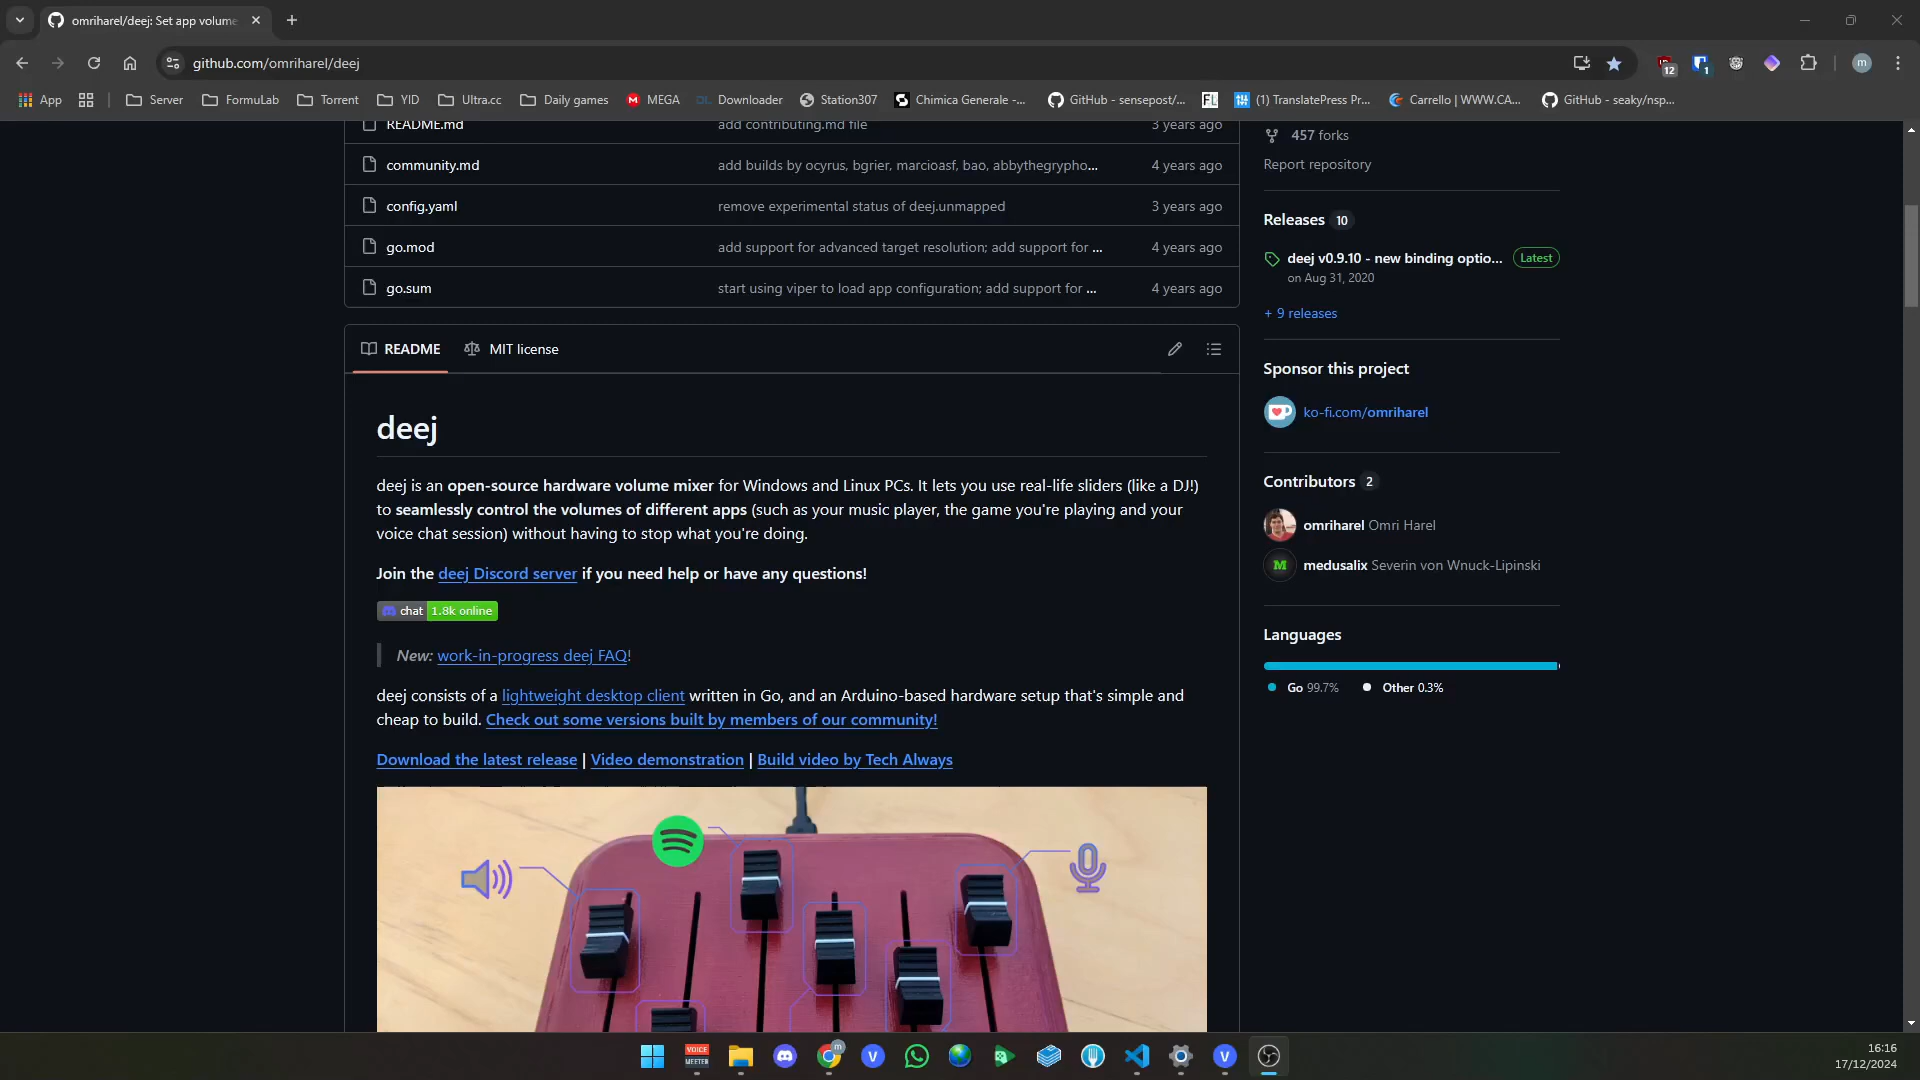 omriharel/deej: Set app volume
github.com/omriharel/deej
12
1
m
App
Server
FormuLab
Torrent
YID
Ultra.cc
Daily games
MEGA
DL
Downloader
Station307
Chimica Generale -...
GitHub - sensepost/...
FL
(1) TranslatePress Pr...
Carrello | WWW.CA...
GitHub - seaky/nsp...
README.md
add contributing.md file
3 years ago
community.md
add builds by ocyrus, bgrier, marcioasf, bao, abbythegrypho...
4 years ago
config.yaml
remove experimental status of deej.unmapped
3 years ago
go.mod
add support for advanced target resolution; add support for ...
4 years ago
go.sum
start using viper to load app configuration; add support for ...
4 years ago
README
MIT license
deej
deej is an open-source hardware volume mixer for Windows and Linux PCs. It lets you use real-life sliders (like a DJ!)
to seamlessly control the volumes of different apps (such as your music player, the game you're playing and your
voice chat session) without having to stop what you're doing.
Join the deej Discord server if you need help or have any questions!
chat 1.8k online
New: work-in-progress deej FAQ!
deej consists of a lightweight desktop client written in Go, and an Arduino-based hardware setup that's simple and
cheap to build. Check out some versions built by members of our community!
Download the latest release | Video demonstration | Build video by Tech Always
457 forks
Report repository
Releases 10
deej v0.9.10 - new binding optio...
Latest
on Aug 31, 2020
+ 9 releases
Sponsor this project
ko-fi.com/omriharel
Contributors 2
omriharel Omri Harel
M
medusalix Severin von Wnuck-Lipinski
Languages
Go 99.7%
Other 0.3%
VOICE
MEETER
m
V
V
16:16
17/12/2024